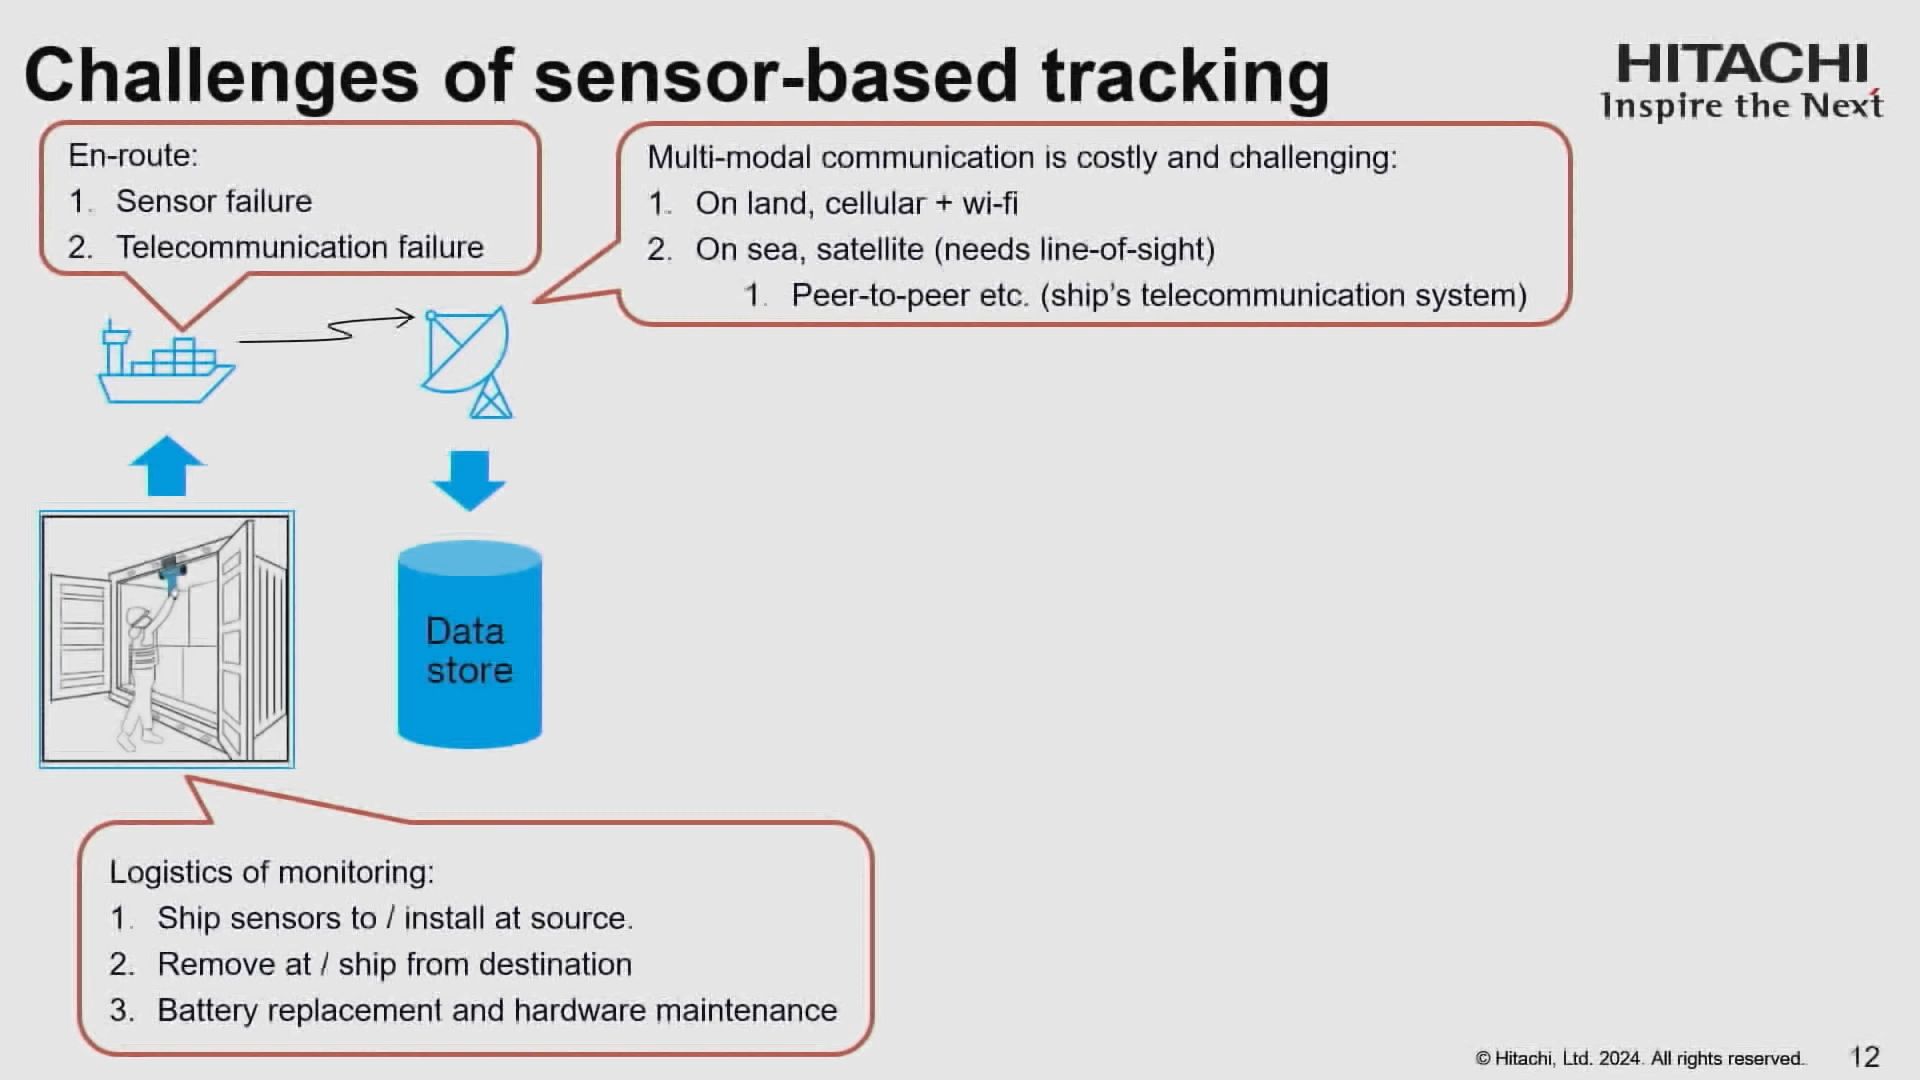 Challenges of sensor-based tracking
HITACHI
Inspire the Next
En-route:
1. Sensor failure
2. Telecommunication failure
Multi-modal communication is costly and challenging:
1. On land, cellular + wi-fi
2. On sea, satellite (needs line-of-sight)
1. Peer-to-peer etc. (ship's telecommunication system)
Data
store
Logistics of monitoring:
1. Ship sensors to / install at source.
2. Remove at / ship from destination
3. Battery replacement and hardware maintenance
© Hitachi, Ltd. 2024. All rights reserved.
12